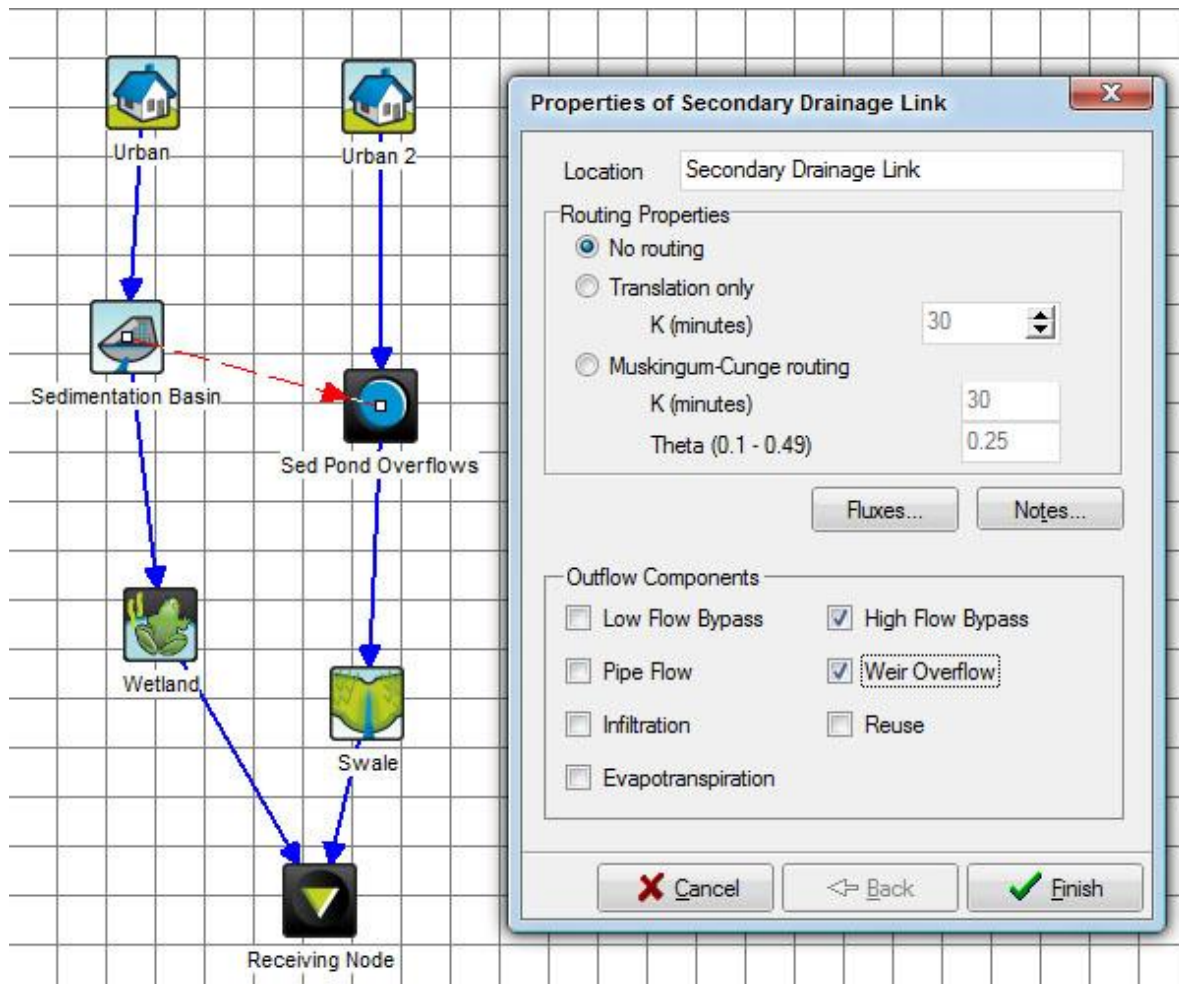 Urban
Urban 2
Sedimentation Basin
Sed Pond Overflows
Wetland
Swale
Receiving Node
Properties of Secondary Drainage Link
Location Secondary Drainage Link
Routing Properties
No routing
Translation only
K (minutes) 30
Muskingum-Cunge routing
K (minutes) 30
Theta (0.1 - 0.49) 0.25
Fluxes... Notes...
Outflow Components
Low Flow Bypass High Flow Bypass
Pipe Flow Weir Overflow
Infiltration Reuse
Evapotranspiration
Cancel Back Finish